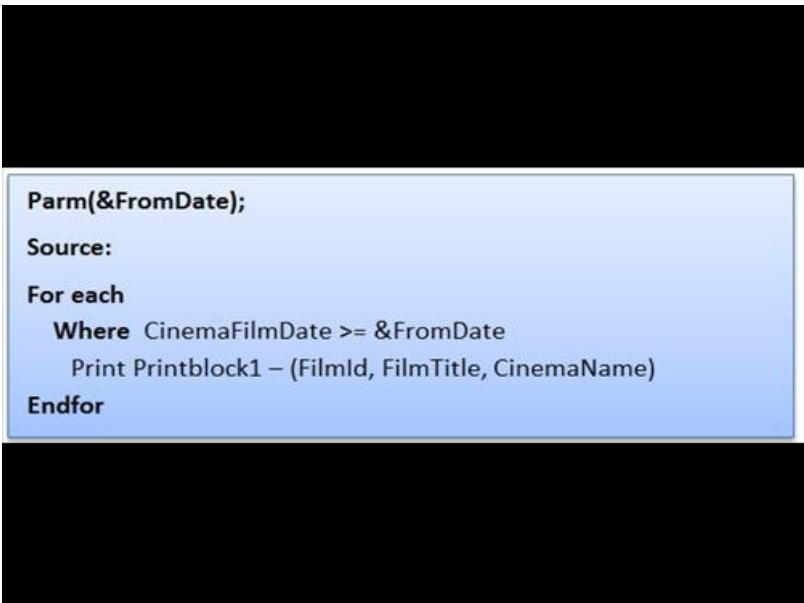 Parm(&FromDate);
Source:
For each
Where CinemaFilmDate >= &FromDate
Print Printblock1 – (FilmId, FilmTitle, CinemaName)
Endfor